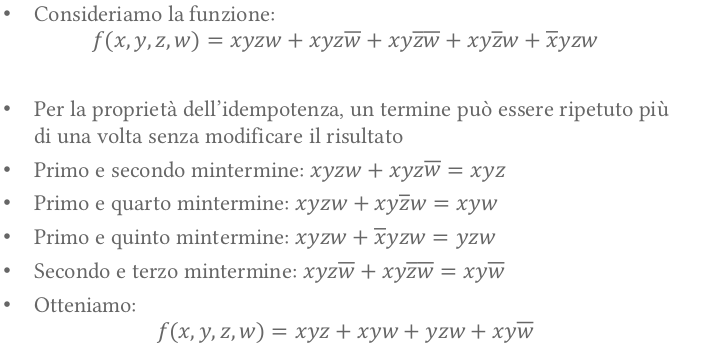 • Consideriamo la funzione:
f(x, y, z, w) = xyzw + xyzw̅ + xyz̅w̅ + xyz̅w + x̅yzw
• Per la proprietà dell'idempotenza, un termine può essere ripetuto più
di una volta senza modificare il risultato
• Primo e secondo mintermine: xyzw + xyzw̅ = xyz
• Primo e quarto mintermine: xyzw + xyz̅w = xyw
• Primo e quinto mintermine: xyzw + x̅yzw = yzw
• Secondo e terzo mintermine: xyzw̅ + xyz̅w̅ = xyw̅
• Otteniamo:
f(x, y, z, w) = xyz + xyw + yzw + xyw̅